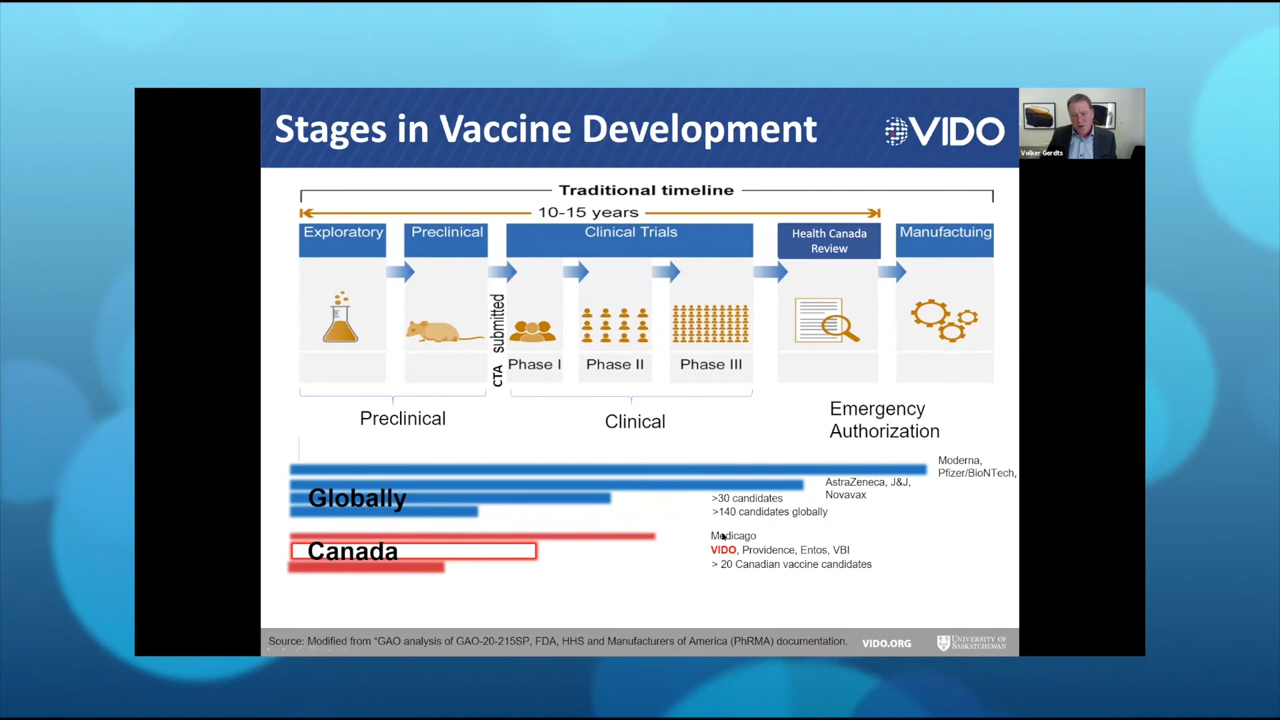 Stages in Vaccine Development
VIDO
Volker Gerdts
Traditional timeline
10-15 years
Exploratory
Preclinical
Clinical Trials
Health Canada
Review
Manufactuing
CTA submitted
Phase I
Phase II
Phase III
Preclinical
Clinical
Emergency
Authorization
Moderna,
Pfizer/BioNTech,
AstraZeneca, J&J,
Novavax
Globally
>30 candidates
>140 candidates globally
Medicago
Canada
VIDO, Providence, Entos, VBI
> 20 Canadian vaccine candidates
Source: Modified from “GAO analysis of GAO-20-215SP, FDA, HHS and Manufacturers of America (PhRMA) documentation.
VIDO.ORG
UNIVERSITY OF
SASKATCHEWAN